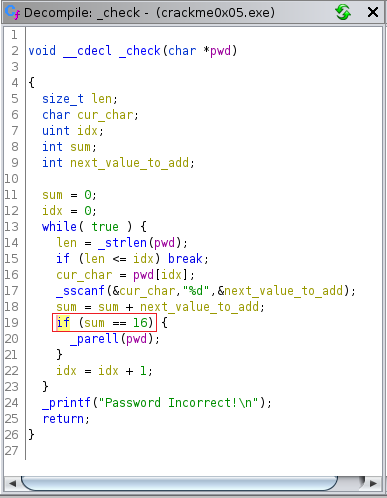 Decompile: _check - (crackme0x05.exe)
1
2 void __cdecl _check(char *pwd)
3
4 {
5 size_t len;
6 char cur_char;
7 uint idx;
8 int sum;
9 int next_value_to_add;
10
11 sum = 0;
12 idx = 0;
13 while( true ) {
14 len = _strlen(pwd);
15 if (len <= idx) break;
16 cur_char = pwd[idx];
17 _sscanf(&cur_char,"%d",&next_value_to_add);
18 sum = sum + next_value_to_add;
19 if (sum == 16) {
20 _parell(pwd);
21 }
22 idx = idx + 1;
23 }
24 _printf("Password Incorrect!\n");
25 return;
26 }
27